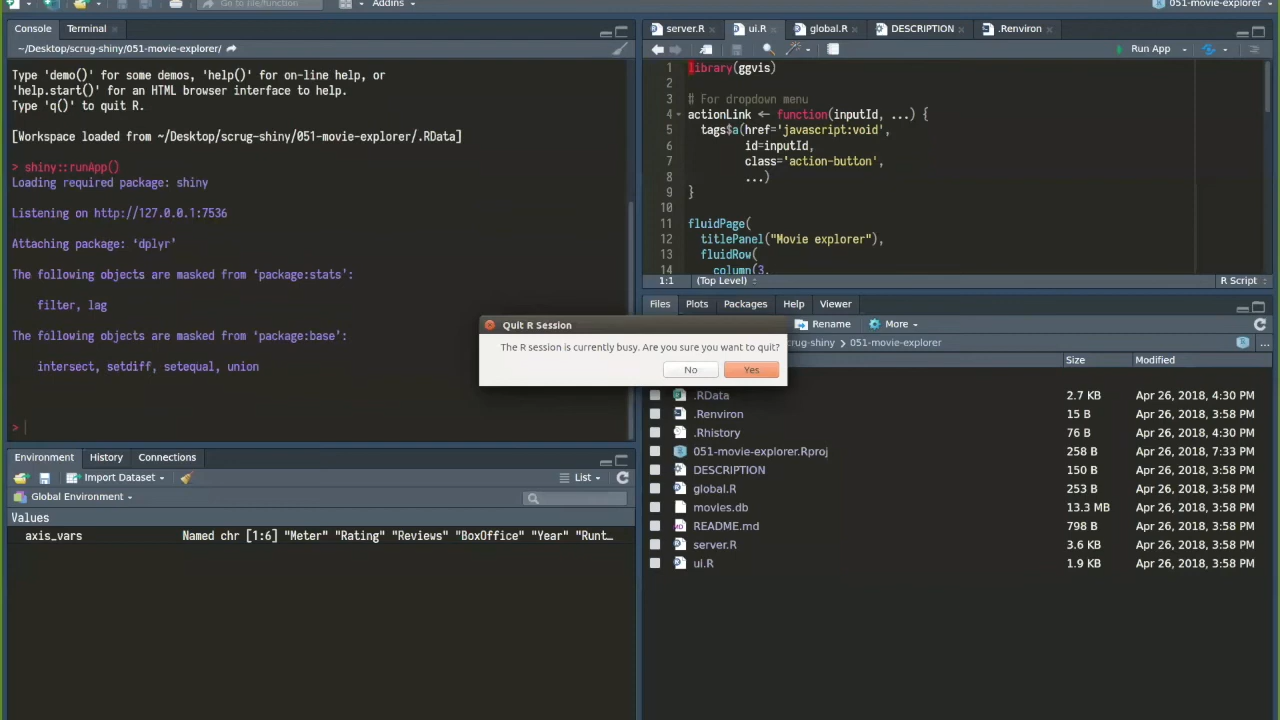 Go to file/function
Addins
051-movie-explorer
Console Terminal
~/Desktop/scrug-shiny/051-movie-explorer/
Type 'demo()' for some demos, 'help()' for on-line help, or
'help.start()' for an HTML browser interface to help.
Type 'q()' to quit R.
[Workspace loaded from ~/Desktop/scrug-shiny/051-movie-explorer/.RData]
> shiny::runApp()
Loading required package: shiny
Listening on http://127.0.0.1:7536
Attaching package: ‘dplyr’
The following objects are masked from ‘package:stats’:
filter, lag
The following objects are masked from ‘package:base’:
intersect, setdiff, setequal, union
>
Environment History Connections
Import Dataset
List
Global Environment
Values
axis_vars Named chr [1:6] "Meter" "Rating" "Reviews" "BoxOffice" "Year" "Runt…
server.R ui.R global.R DESCRIPTION .Renviron
Run App
1 library(ggvis)
2
3 # For dropdown menu
4 actionLink <- function(inputId, ...) {
5 tags$a(href='javascript:void',
6 id=inputId,
7 class='action-button',
8 ...)
9 }
10
11 fluidPage(
12 titlePanel("Movie explorer"),
13 fluidRow(
14 column(3,
1:1 (Top Level) R Script
Files Plots Packages Help Viewer
Rename More
crug-shiny 051-movie-explorer ...
Size Modified
.RData 2.7 KB Apr 26, 2018, 4:30 PM
.Renviron 15 B Apr 26, 2018, 3:58 PM
.Rhistory 76 B Apr 26, 2018, 4:30 PM
051-movie-explorer.Rproj 258 B Apr 26, 2018, 7:33 PM
DESCRIPTION 150 B Apr 26, 2018, 3:58 PM
global.R 253 B Apr 26, 2018, 3:58 PM
movies.db 13.3 MB Apr 26, 2018, 3:58 PM
README.md 798 B Apr 26, 2018, 3:58 PM
server.R 3.6 KB Apr 26, 2018, 3:58 PM
ui.R 1.9 KB Apr 26, 2018, 3:58 PM
Quit R Session
The R session is currently busy. Are you sure you want to quit?
No Yes